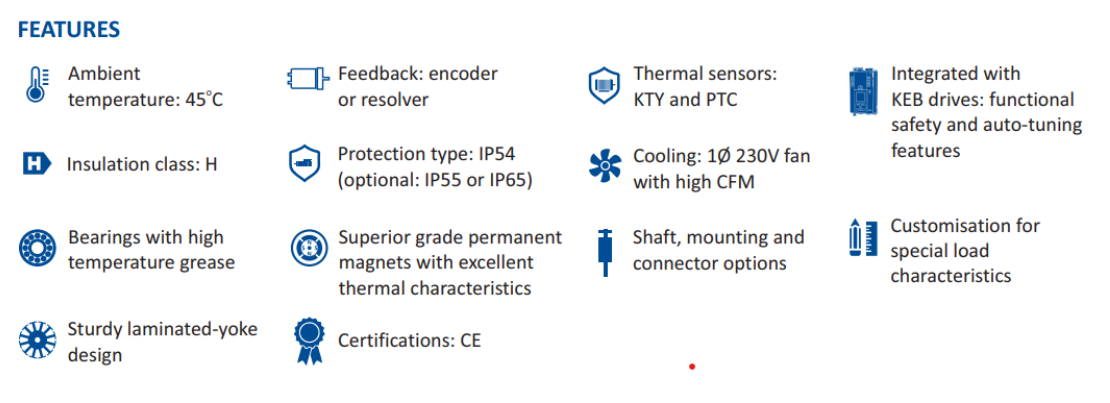 FEATURES
Ambient
temperature: 45°C
Feedback: encoder
or resolver
Thermal sensors:
KTY and PTC
Integrated with
KEB drives: functional
safety and auto-tuning
features
H
Insulation class: H
Protection type: IP54
(optional: IP55 or IP65)
Cooling: 1Ø 230V fan
with high CFM
Bearings with high
temperature grease
Superior grade permanent
magnets with excellent
thermal characteristics
Shaft, mounting and
connector options
Customisation for
special load
characteristics
Sturdy laminated-yoke
design
Certifications: CE